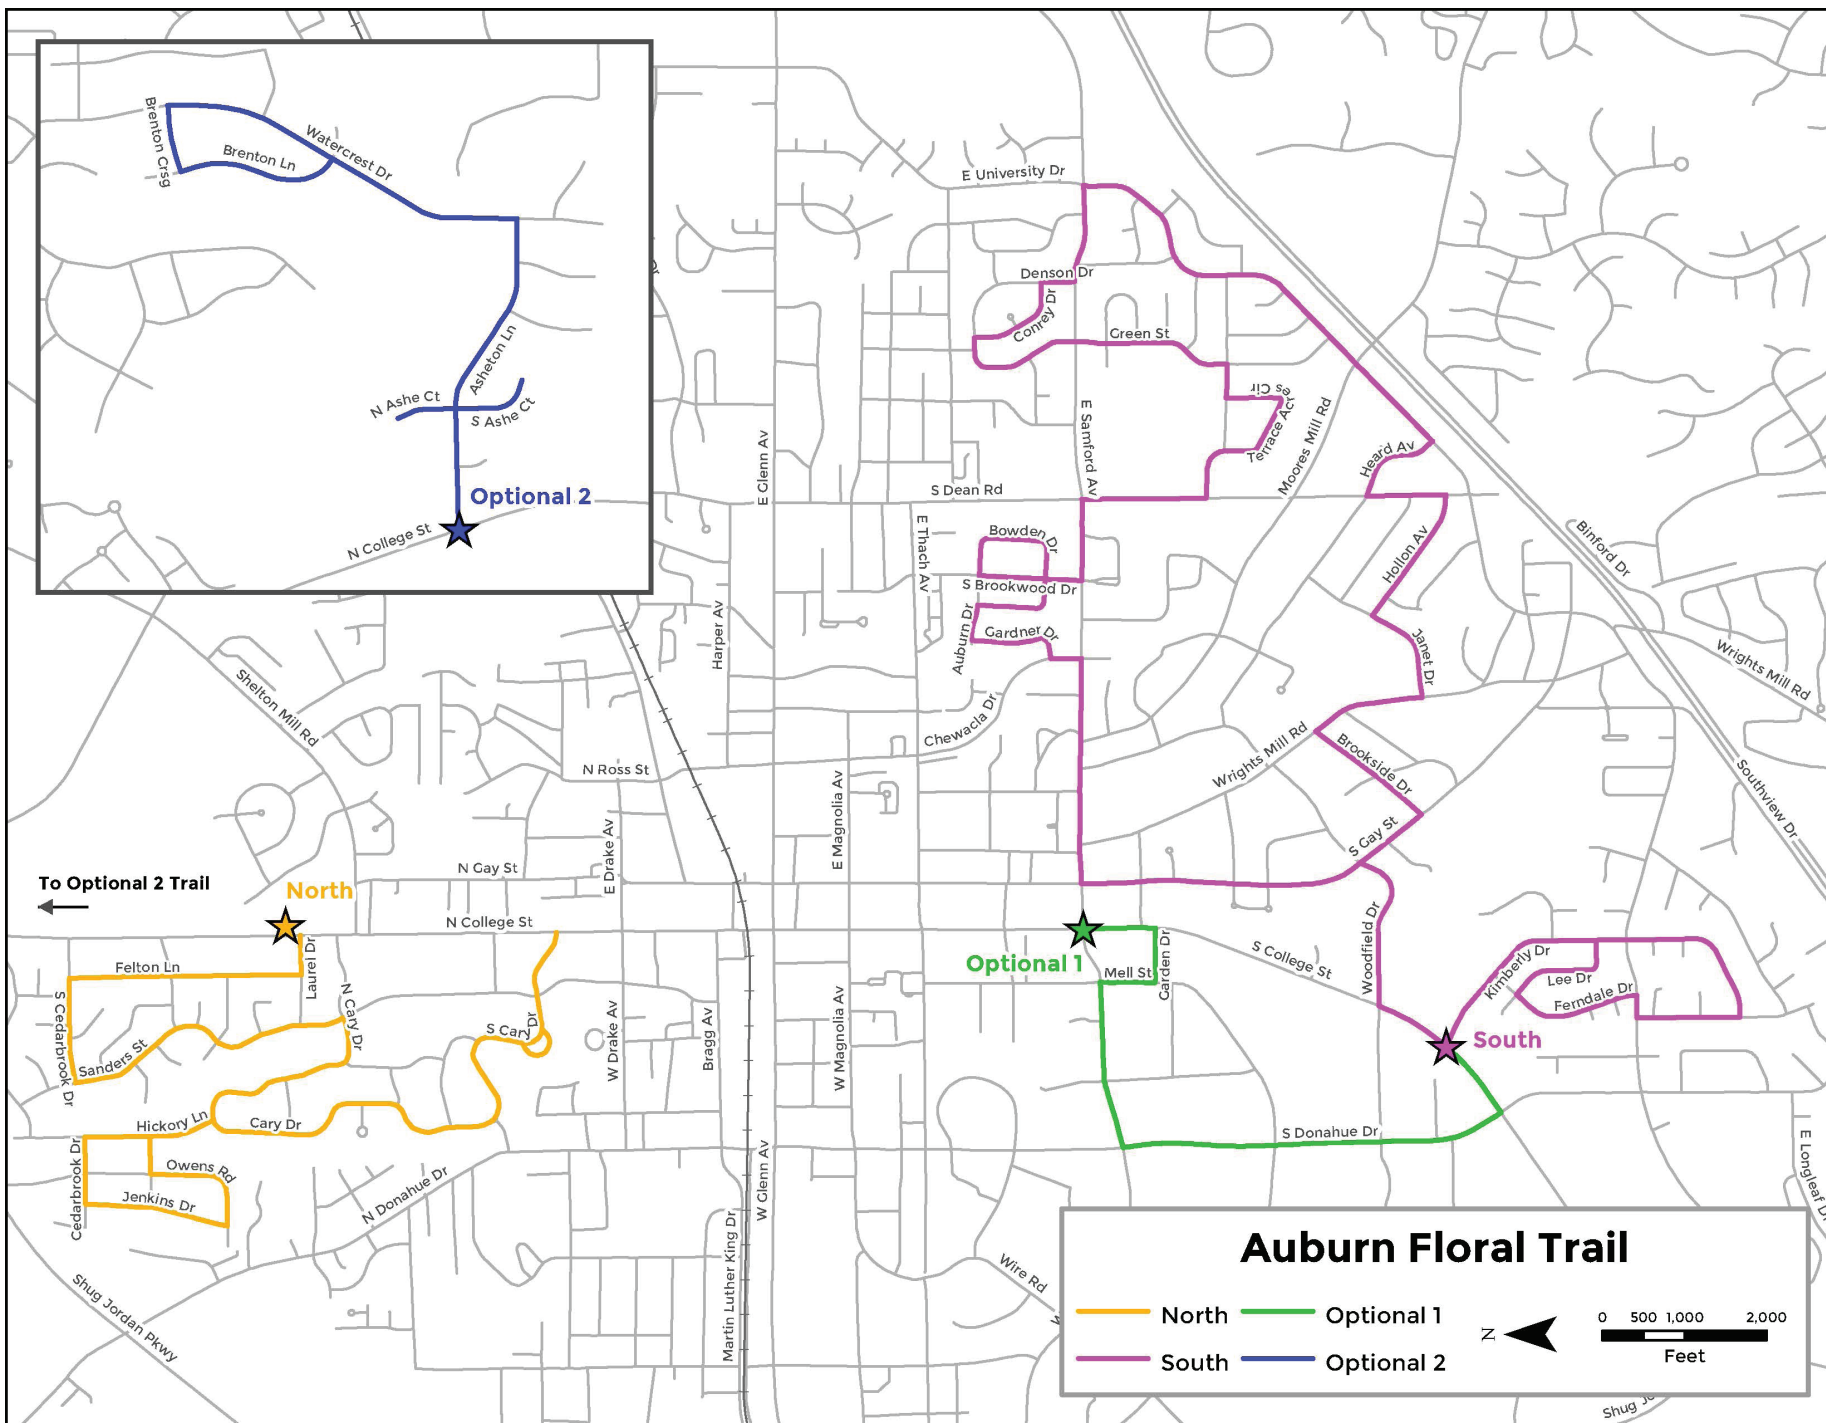 Brenton Crsg
Brenton Ln
Watercrest Dr
Asheton Ln
N Ashe Ct
S Ashe Ct
Optional 2
N College St
Dr
E University Dr
Denson Dr
Conrey Dr
Green St
Terrace Acres Cir
Moores Mill Rd
Heard Av
E Samford Av
S Dean Rd
E Glenn Av
E Thach Av
Bowden Dr
S Brookwood Dr
Auburn Dr
Gardner Dr
Harper Av
Hollon Av
Janet Dr
Binford Dr
Wrights Mill Rd
Southview Dr
Shelton Mill Rd
Chewacla Dr
N Ross St
Wrights Mill Rd
Brookside Dr
S Gay St
E Magnolia Av
E Drake Av
N Gay St
To Optional 2 Trail
North
N College St
Felton Ln
Laurel Dr
N Cary Dr
S Cedarbrook Dr
Sanders St
S Cary Dr
W Drake Av
Bragg Av
W Magnolia Av
Optional 1
Mell St
Garden Dr
S College St
Woodfield Dr
Kimberly Dr
Lee Dr
Ferndale Dr
South
Hickory Ln
Cary Dr
Cedarbrook Dr
Owens Rd
Jenkins Dr
N Donahue Dr
S Donahue Dr
E Longleaf Dr
W Glenn Av
Martin Luther King Dr
Shug Jordan Pkwy
Wire Rd
W
Auburn Floral Trail
North
Optional 1
South
Optional 2
N
0 500 1,000 2,000
Feet
Shug Jo